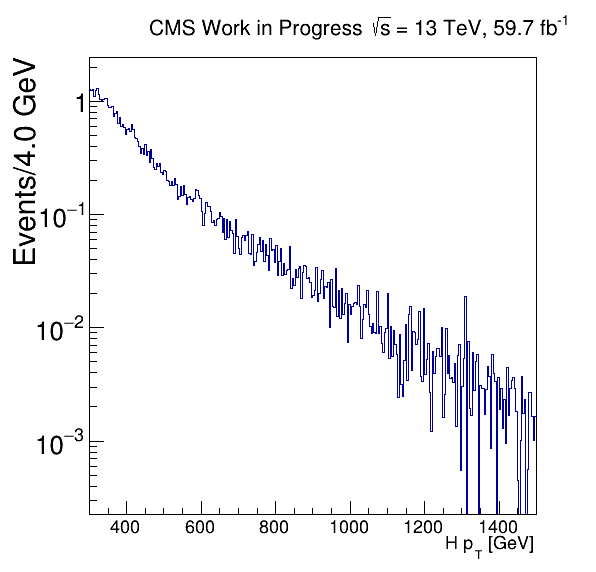 CMS Work in Progress √s = 13 TeV, 59.7 fb⁻¹
Events/4.0 GeV
1
10⁻¹
10⁻²
10⁻³
400 600 800 1000 1200 1400
H p_T [GeV]